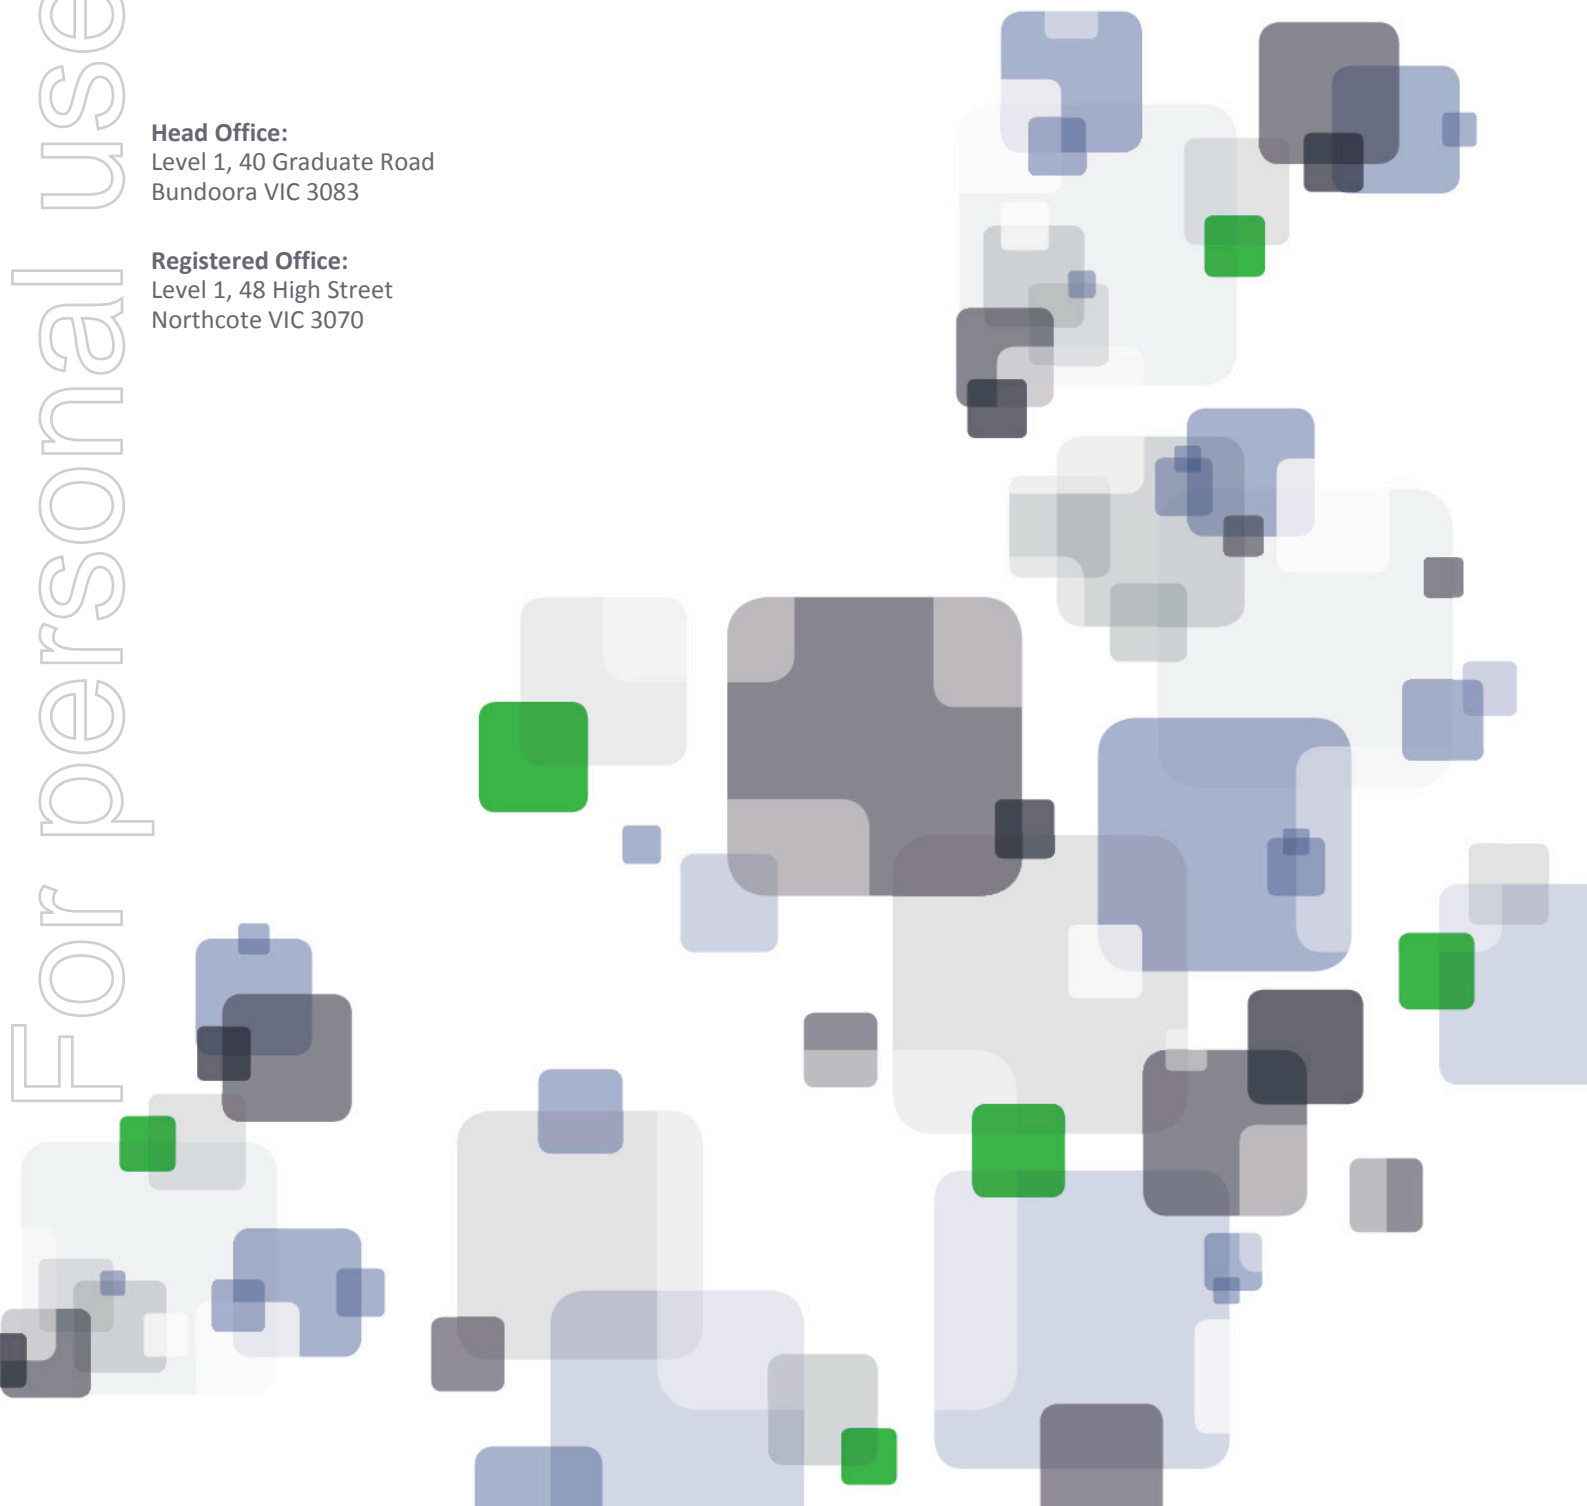 For personal use
Head Office:
Level 1, 40 Graduate Road
Bundoora VIC 3083
Registered Office:
Level 1, 48 High Street
Northcote VIC 3070